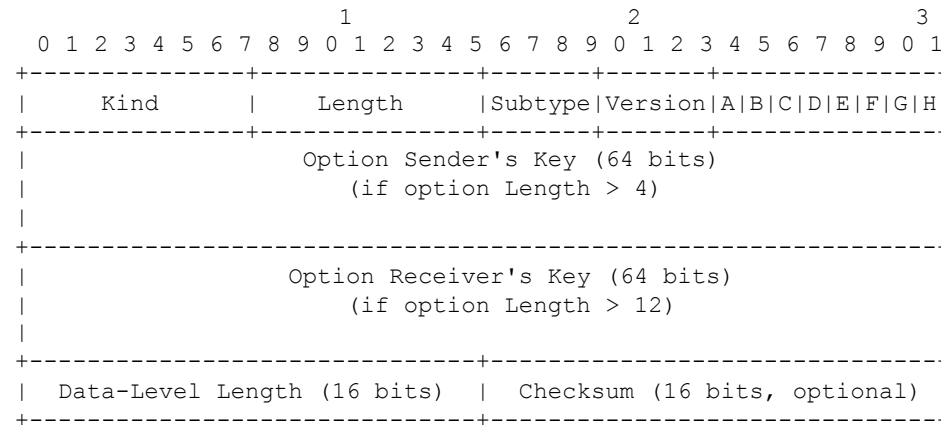 1                   2                   3
 0 1 2 3 4 5 6 7 8 9 0 1 2 3 4 5 6 7 8 9 0 1 2 3 4 5 6 7 8 9 0 1
+---------------+---------------+-------+-------+---------------
|     Kind      |    Length     |Subtype|Version|A|B|C|D|E|F|G|H
+---------------+---------------+-------+-------+---------------
|                   Option Sender's Key (64 bits)
|                      (if option Length > 4)
|
+---------------------------------------------------------------
|                  Option Receiver's Key (64 bits)
|                      (if option Length > 12)
|
+-------------------------------+-------------------------------
|  Data-Level Length (16 bits)  |  Checksum (16 bits, optional)
+-------------------------------+-------------------------------